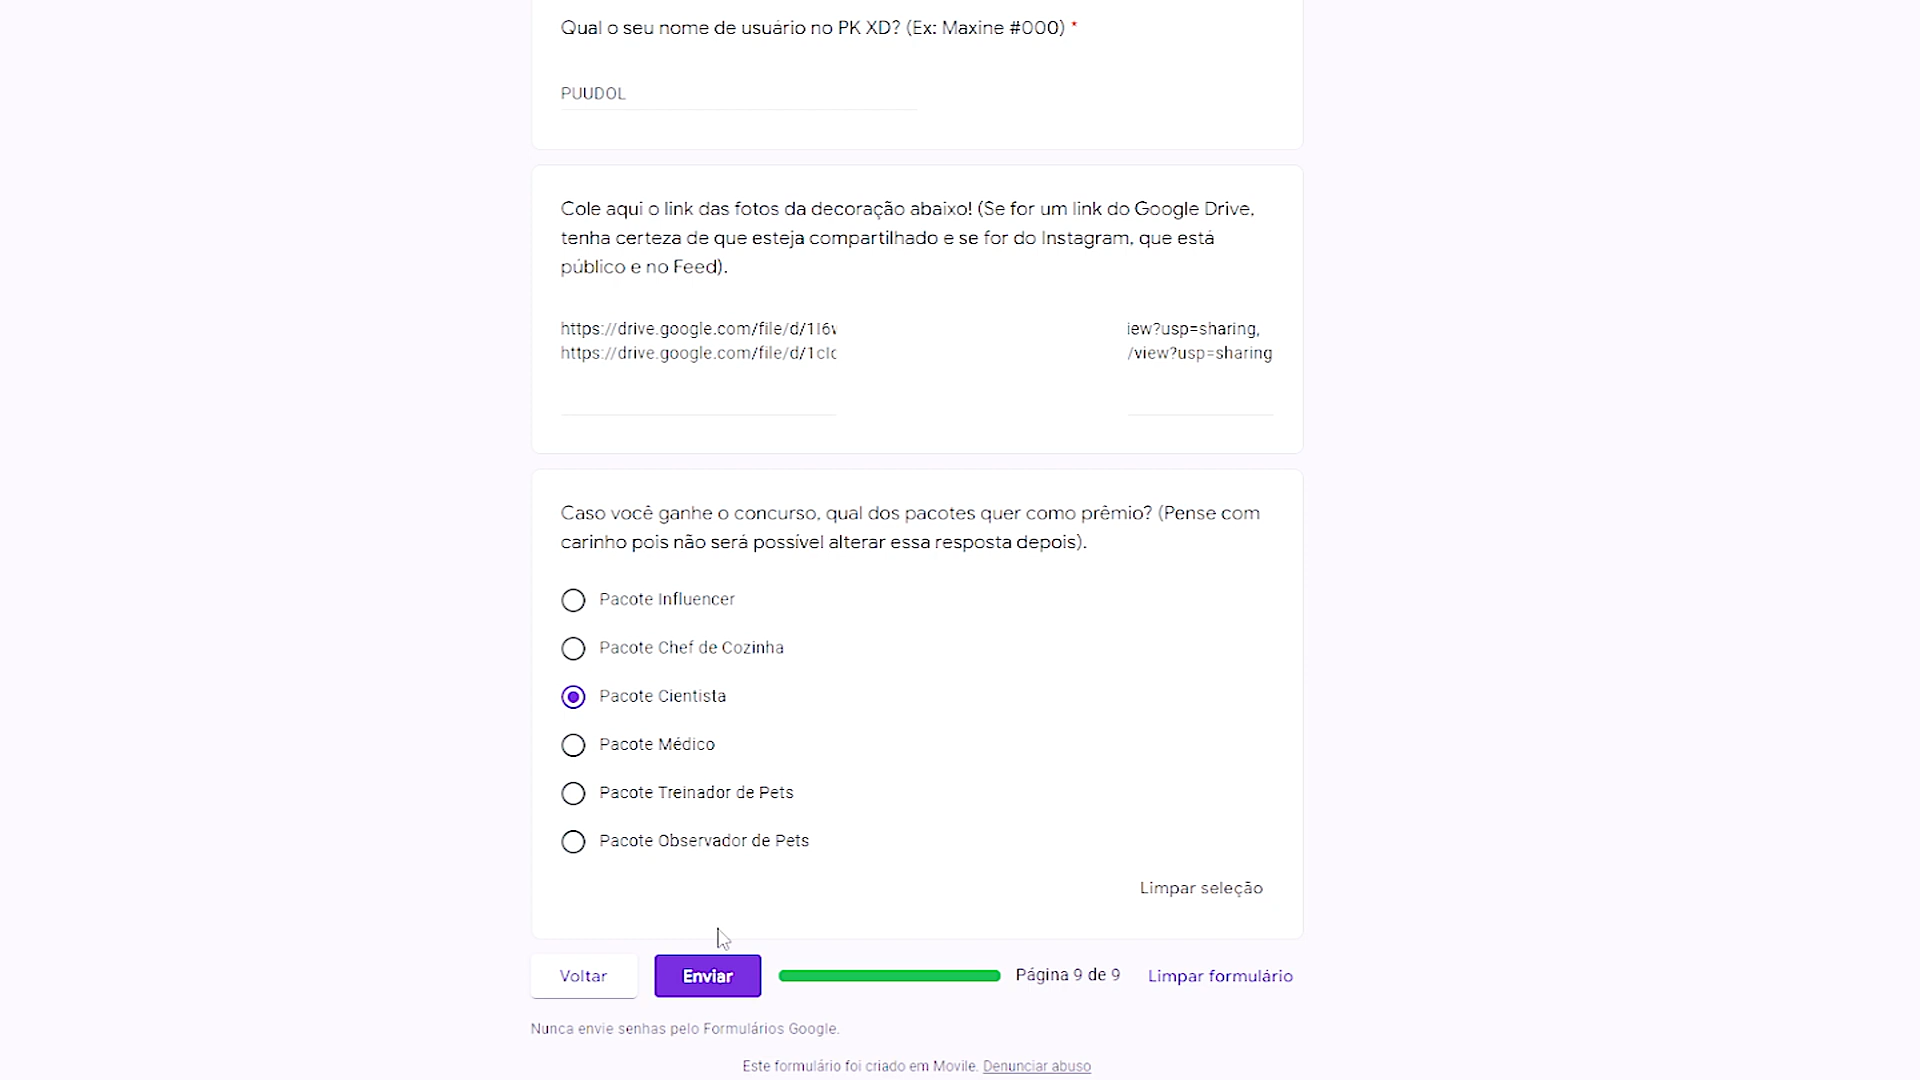 Qual o seu nome de usuário no PK XD? (Ex: Maxine #000) *
PUUDOL
Cole aqui o link das fotos da decoração abaixo! (Se for um link do Google Drive,
tenha certeza de que esteja compartilhado e se for do Instagram, que está
público e no Feed).
https://drive.google.com/file/d/1I6 iew?usp=sharing,
https://drive.google.com/file/d/1 /view?usp=sharing
Caso você ganhe o concurso, qual dos pacotes quer como prêmio? (Pense com
carinho pois não será possível alterar essa resposta depois).
Pacote Influencer
Pacote Chef de Cozinha
Pacote Cientista
Pacote Médico
Pacote Treinador de Pets
Pacote Observador de Pets
Limpar seleção
Voltar Enviar Página 9 de 9 Limpar formulário
Nunca envie senhas pelo Formulários Google.
Este formulário foi criado em Movile. Denunciar abuso